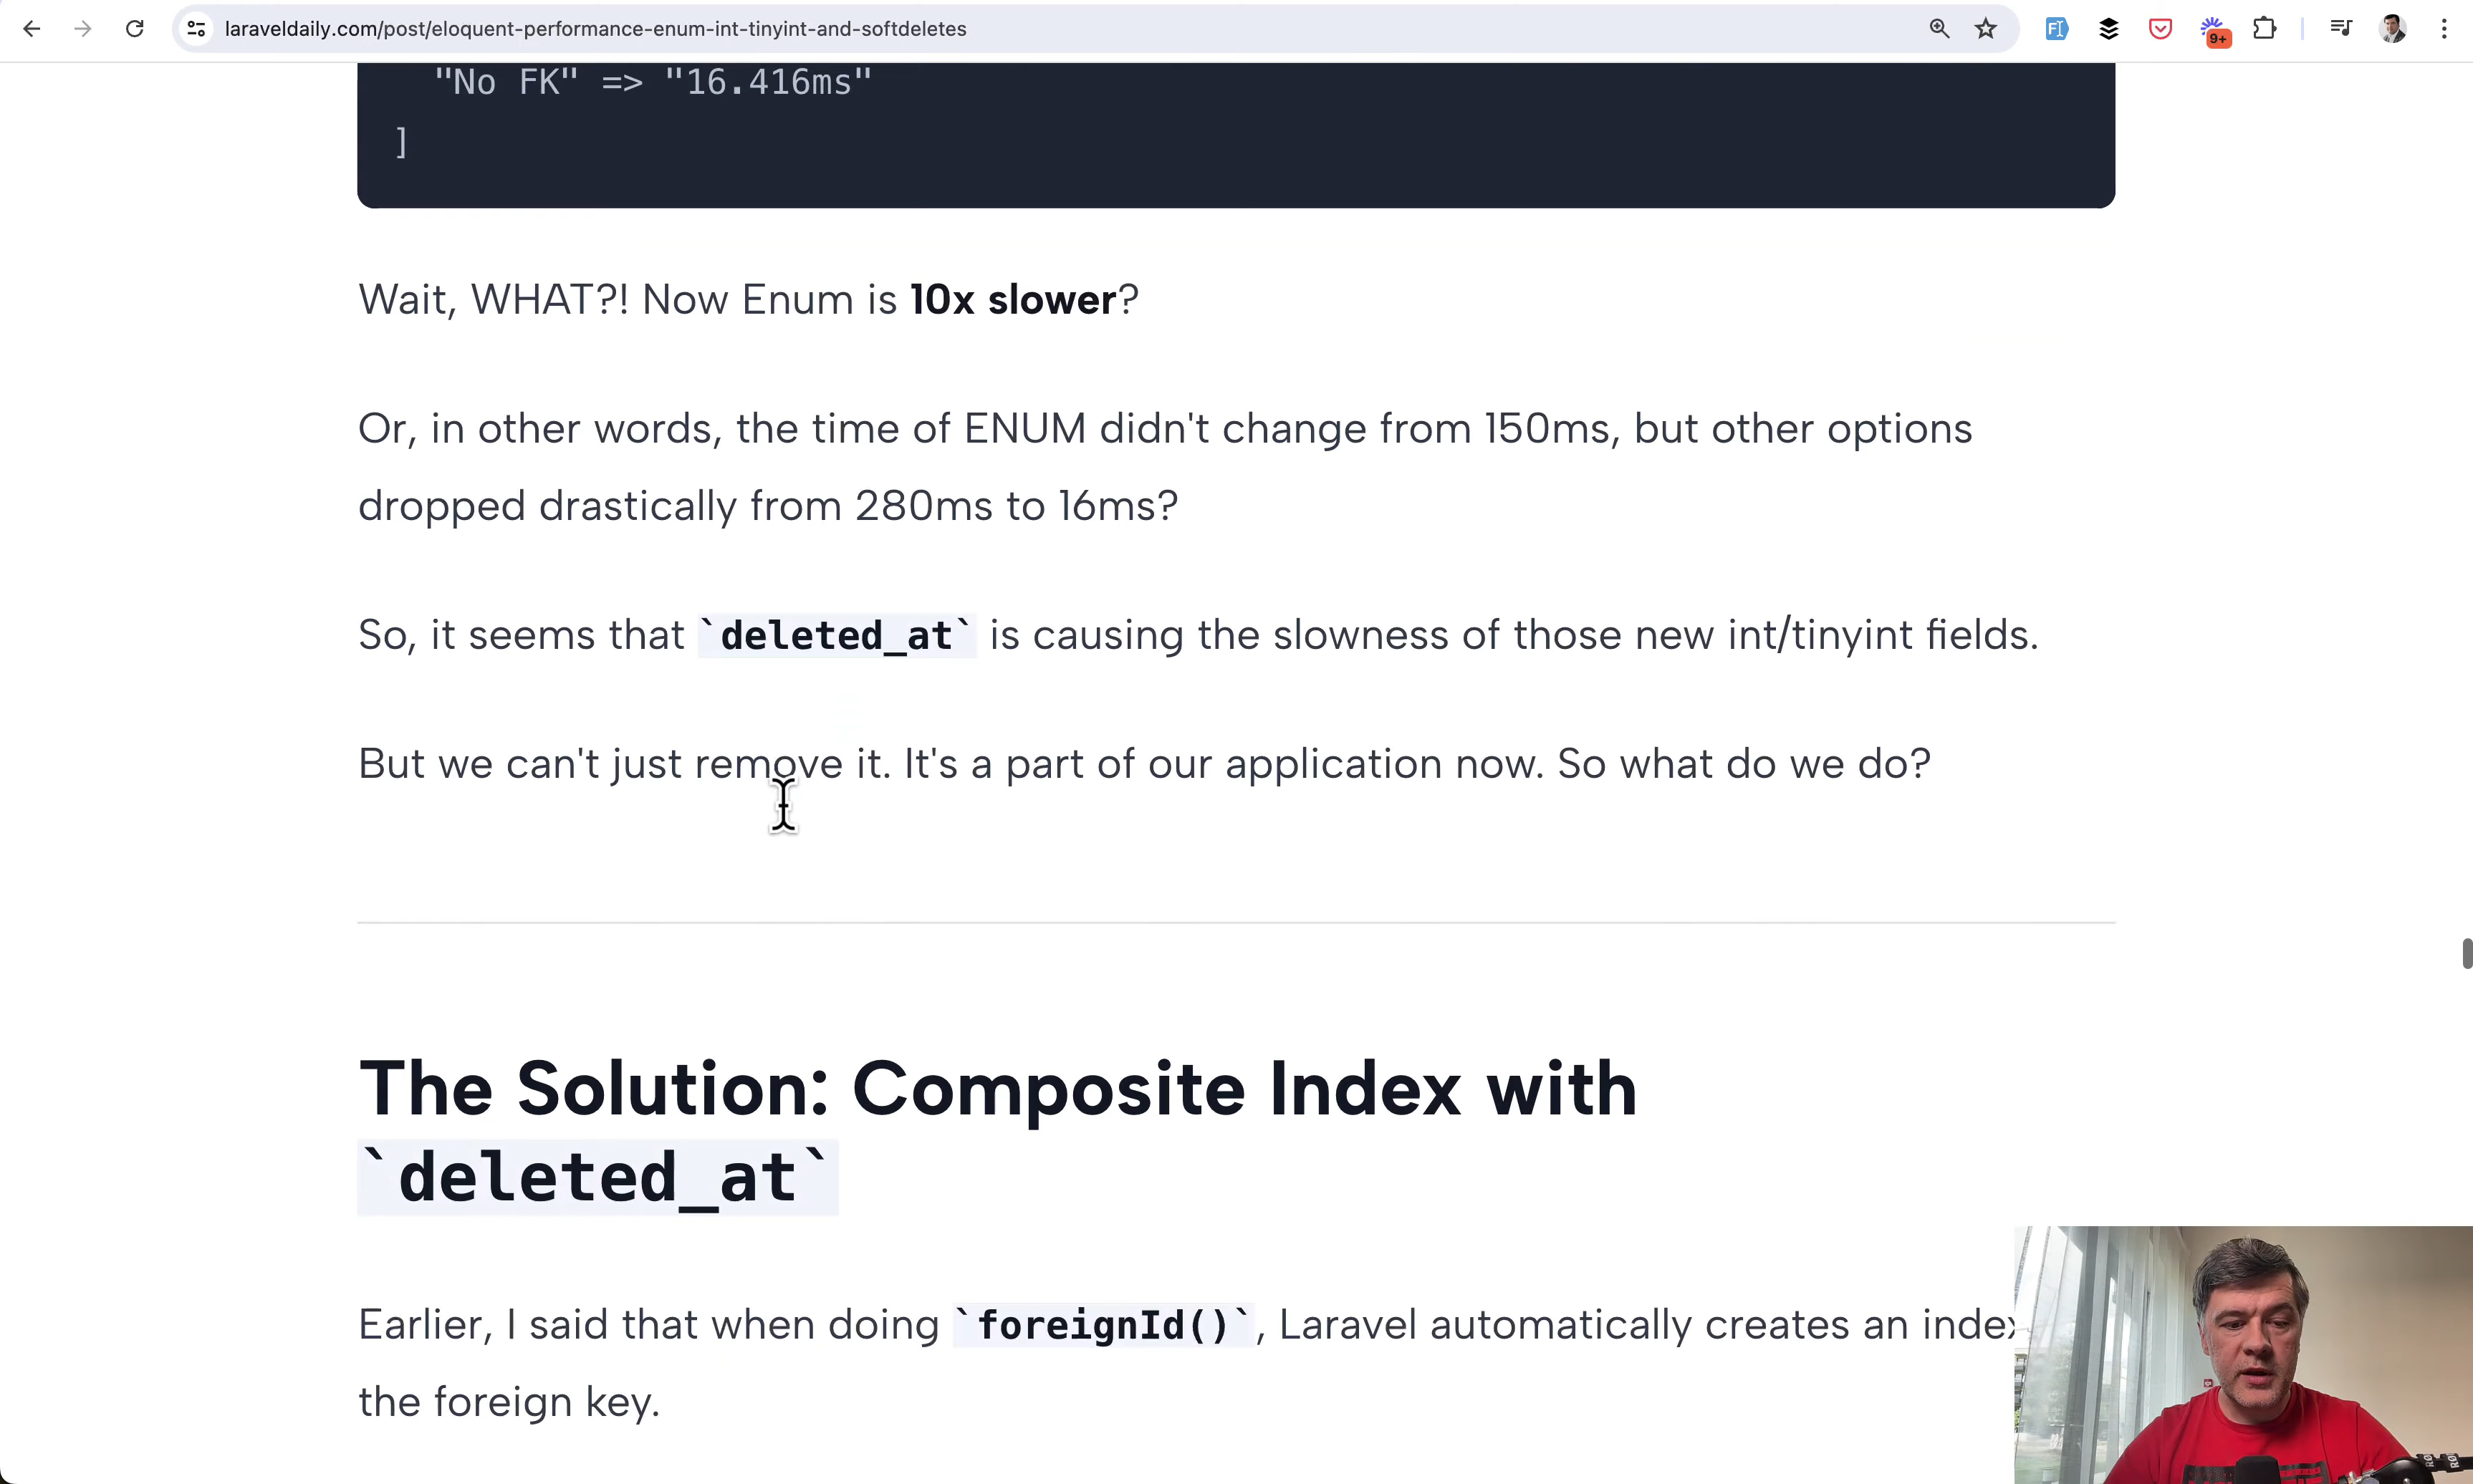 laraveldaily.com/post/eloquent-performance-enum-int-tinyint-and-softdeletes
9+
"No FK" => "16.416ms"
]
Wait, WHAT?! Now Enum is 10x slower?
Or, in other words, the time of ENUM didn't change from 150ms, but other options
dropped drastically from 280ms to 16ms?
So, it seems that `deleted_at` is causing the slowness of those new int/tinyint fields.
But we can't just remove it. It's a part of our application now. So what do we do?
The Solution: Composite Index with
`deleted_at`
Earlier, I said that when doing `foreignId()`, Laravel automatically creates an index
the foreign key.